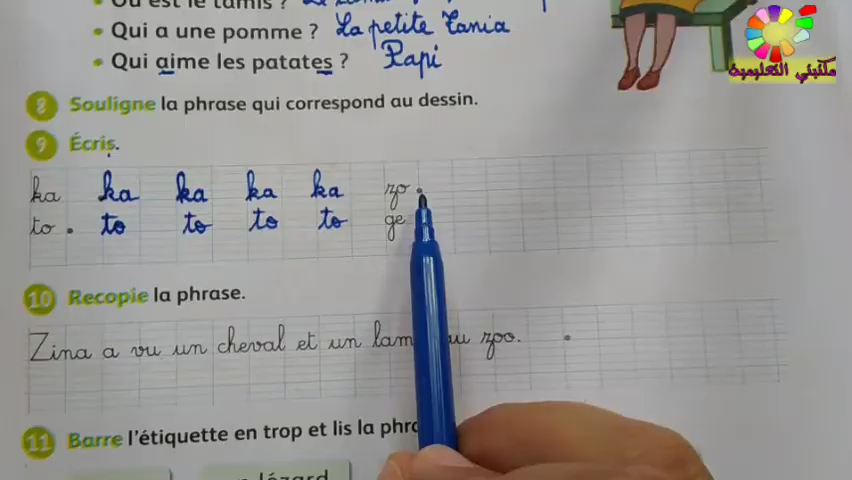 • Qui a une pomme ? La petite Tania
• Qui aime les patates ? Papi
8 Souligne la phrase qui correspond au dessin.
9 Écris.
ka ka ka ka ka zo
to to to to to ge
10 Recopie la phrase.
Zina a vu un cheval et un lam au zoo.
11 Barre l'étiquette en trop et lis la phr
lézard
مكتبتي التعليمية